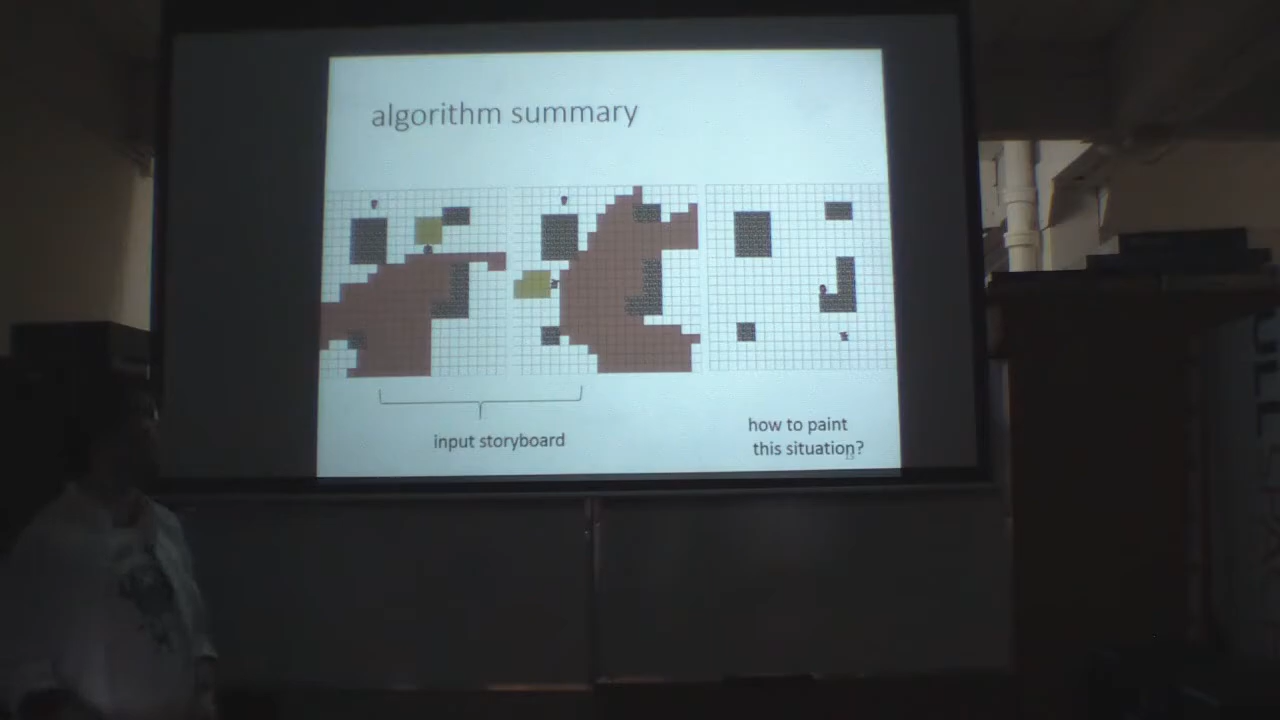 algorithm summary
input storyboard
how to paint
this situation?